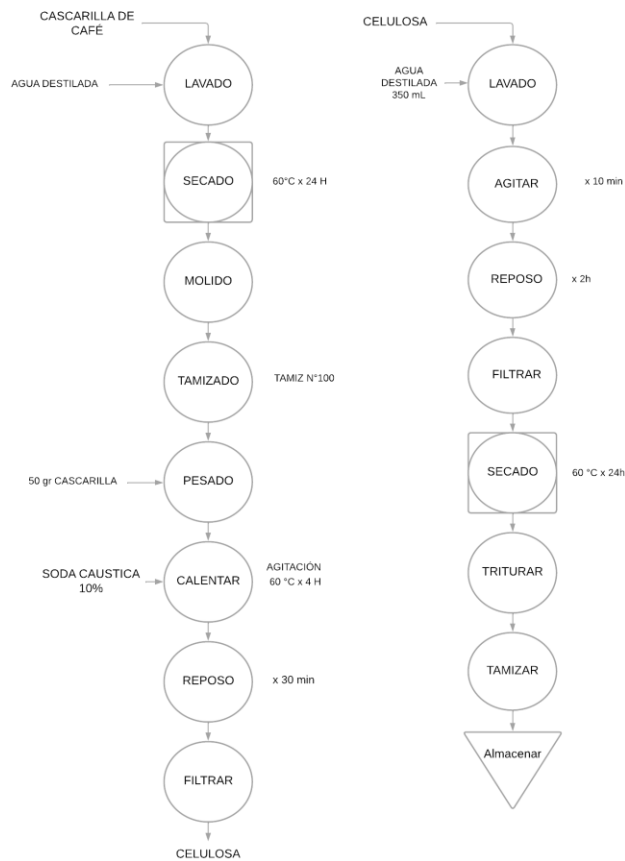 CASCARILLA DE
CAFÉ
AGUA DESTILADA
LAVADO
SECADO
60°C x 24 H
MOLIDO
TAMIZADO
TAMIZ N°100
50 gr CASCARILLA
PESADO
SODA CAUSTICA
10%
CALENTAR
AGITACIÓN
60 °C x 4 H
REPOSO
x 30 min
FILTRAR
CELULOSA
CELULOSA
AGUA
DESTILADA
350 mL
LAVADO
AGITAR
x 10 min
REPOSO
x 2h
FILTRAR
SECADO
60 °C x 24h
TRITURAR
TAMIZAR
Almacenar